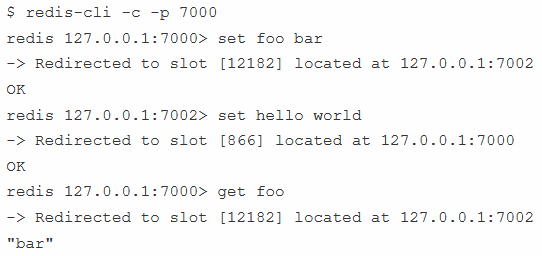 $ redis-cli -c -p 7000
redis 127.0.0.1:7000> set foo bar
-> Redirected to slot [12182] located at 127.0.0.1:7002
OK
redis 127.0.0.1:7002> set hello world
-> Redirected to slot [866] located at 127.0.0.1:7000
OK
redis 127.0.0.1:7000> get foo
-> Redirected to slot [12182] located at 127.0.0.1:7002
"bar"